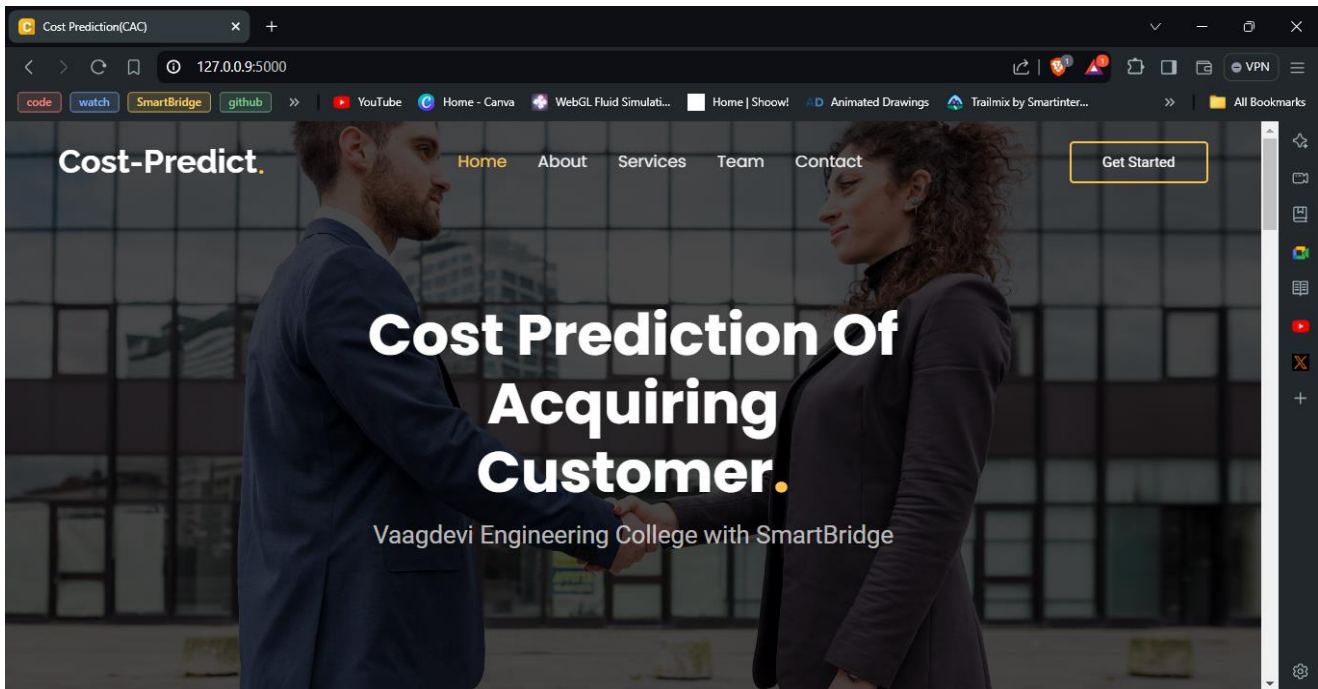 Cost Prediction(CAC)
127.0.0.9:5000
VPN
code watch SmartBridge github YouTube Home - Canva WebGL Fluid Simulati... Home | Shoow! AD Animated Drawings Trailmix by Smartinter... All Bookmarks
Cost-Predict. Home About Services Team Contact Get Started
Cost Prediction Of
Acquiring
Customer.
Vaagdevi Engineering College with SmartBridge